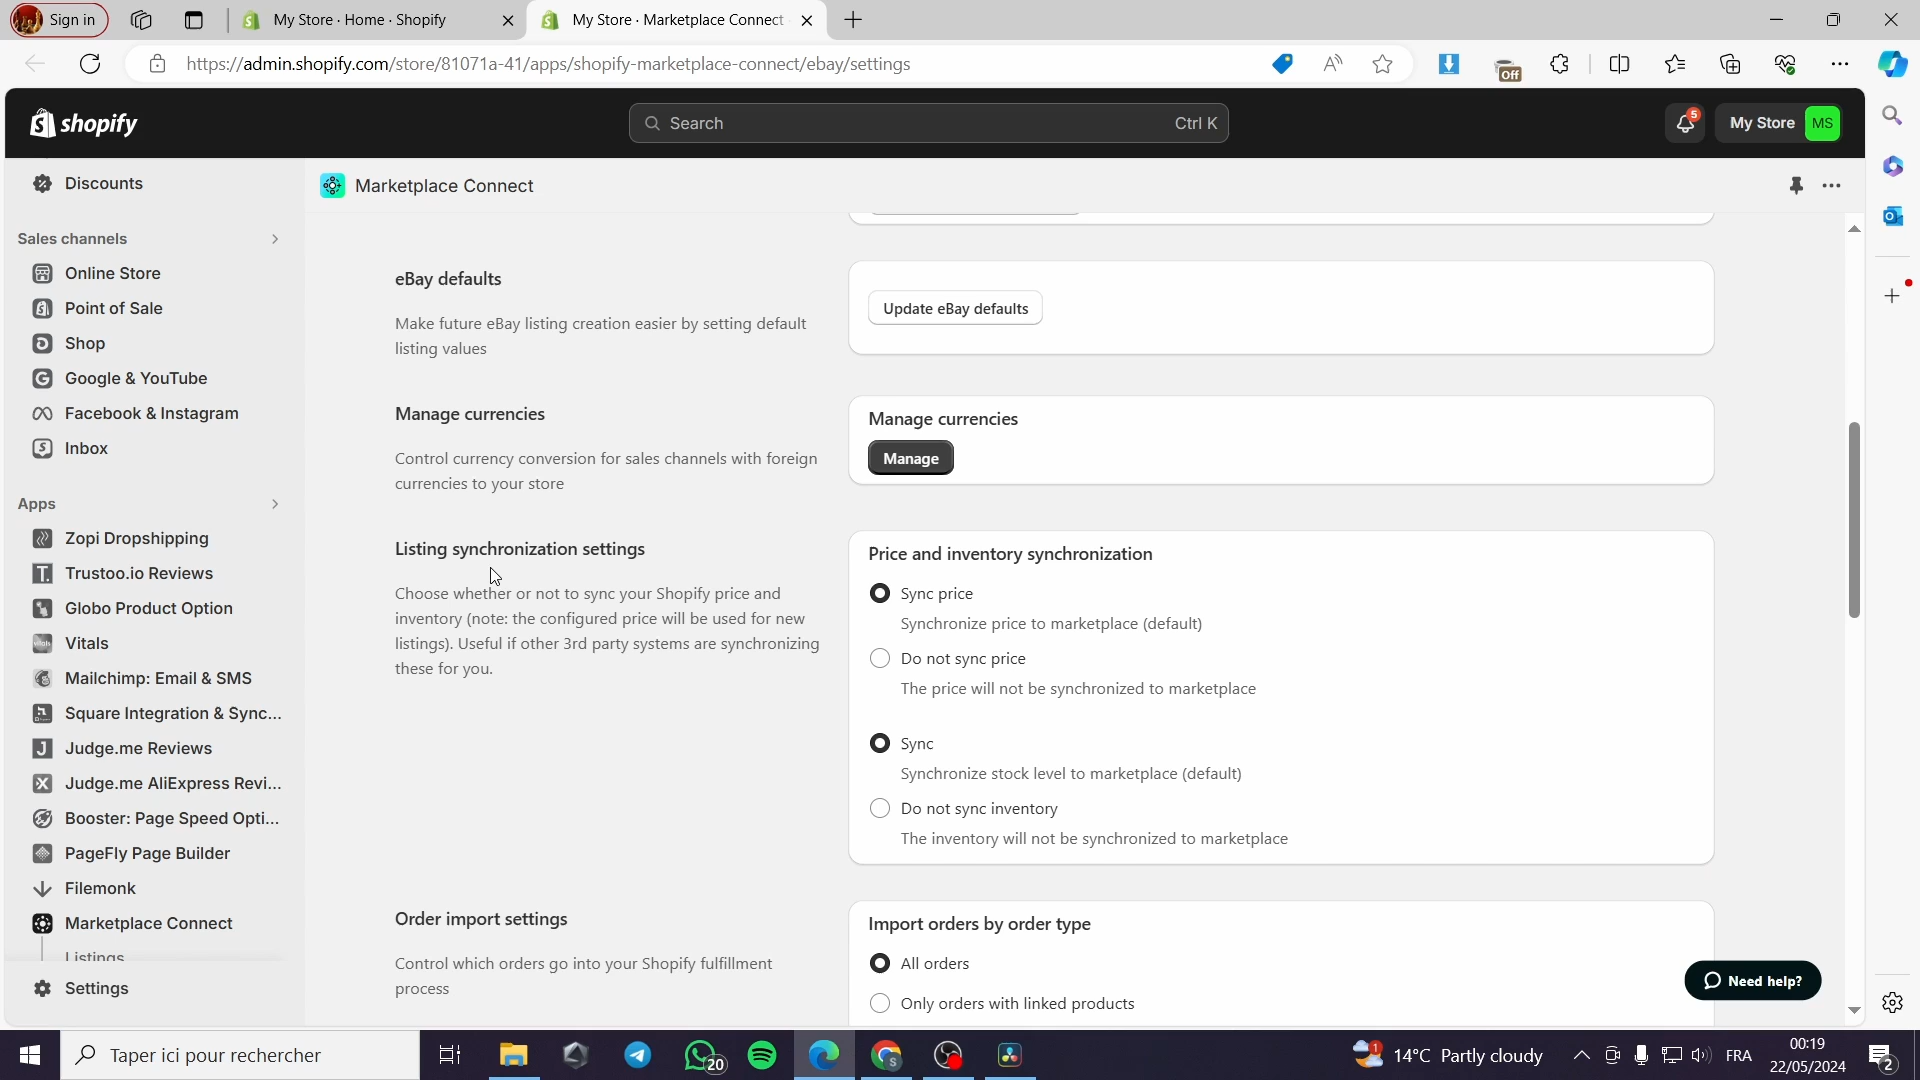 Sign in
My Store · Home · Shopify
My Store · Marketplace Connect
https://admin.shopify.com/store/81071a-41/apps/shopify-marketplace-connect/ebay/settings
Off
shopify
Search
Ctrl K
5
My Store
MS
Discounts
Sales channels
Online Store
Point of Sale
Shop
Google & YouTube
Facebook & Instagram
Inbox
Apps
Zopi Dropshipping
Trustoo.io Reviews
Globo Product Option
Vitals
Mailchimp: Email & SMS
Square Integration & Sync...
Judge.me Reviews
Judge.me AliExpress Revi...
Booster: Page Speed Opti...
PageFly Page Builder
Filemonk
Marketplace Connect
Listings
Settings
Marketplace Connect
eBay defaults
Make future eBay listing creation easier by setting default
listing values
Update eBay defaults
Manage currencies
Control currency conversion for sales channels with foreign
currencies to your store
Manage currencies
Manage
Listing synchronization settings
Choose whether or not to sync your Shopify price and
inventory (note: the configured price will be used for new
listings). Useful if other 3rd party systems are synchronizing
these for you.
Price and inventory synchronization
Sync price
Synchronize price to marketplace (default)
Do not sync price
The price will not be synchronized to marketplace
Sync
Synchronize stock level to marketplace (default)
Do not sync inventory
The inventory will not be synchronized to marketplace
Order import settings
Control which orders go into your Shopify fulfillment
process
Import orders by order type
All orders
Only orders with linked products
Need help?
Taper ici pour rechercher
20
1
14°C Partly cloudy
FRA
00:19
22/05/2024
2